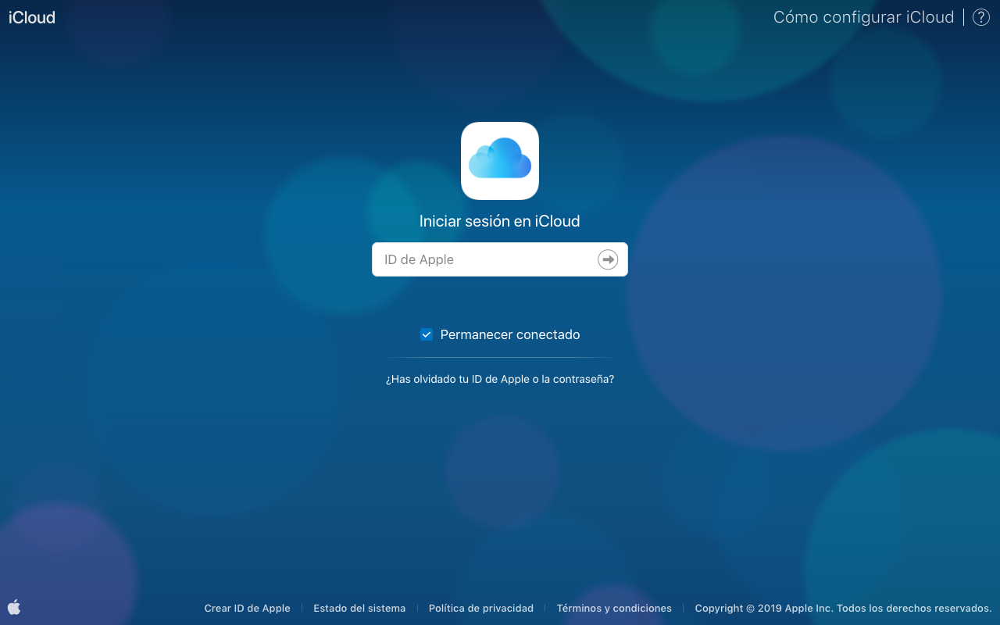 iCloud
Cómo configurar iCloud
Iniciar sesión en iCloud
ID de Apple
Permanecer conectado
¿Has olvidado tu ID de Apple o la contraseña?
Crear ID de Apple
Estado del sistema
Política de privacidad
Términos y condiciones
Copyright © 2019 Apple Inc. Todos los derechos reservados.